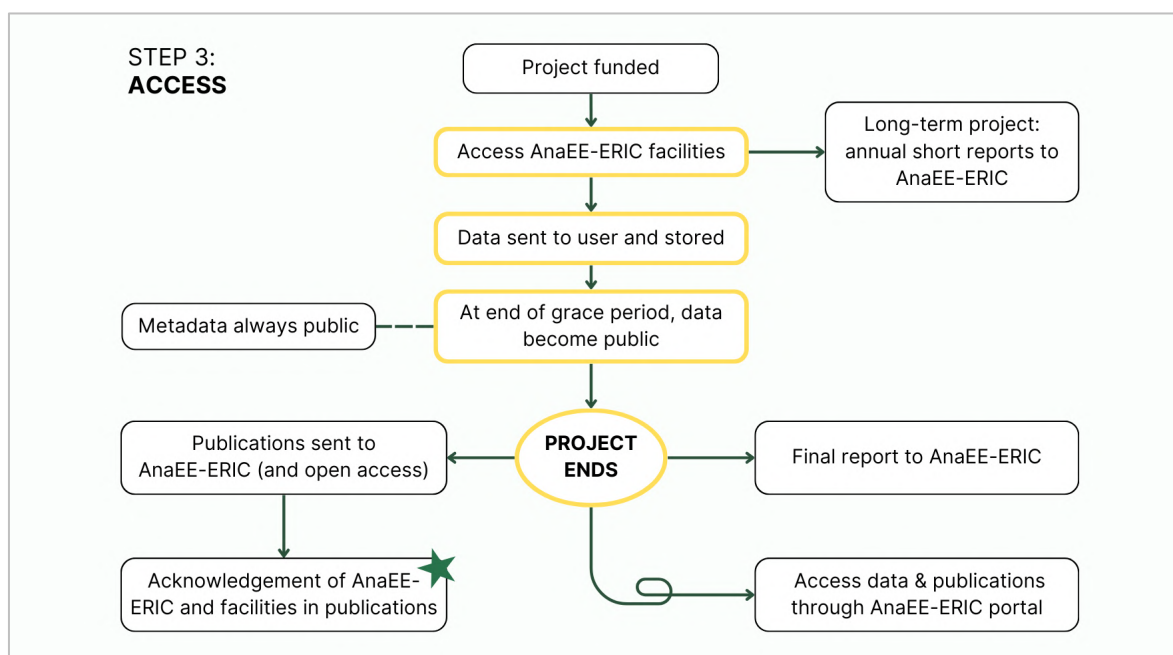 STEP 3:
ACCESS
Project funded
Access AnaEE-ERIC facilities
Long-term project:
annual short reports to
AnaEE-ERIC
Data sent to user and stored
Metadata always public
At end of grace period, data
become public
PROJECT
ENDS
Publications sent to
AnaEE-ERIC (and open access)
Final report to AnaEE-ERIC
Acknowledgement of AnaEE-
ERIC and facilities in publications
Access data & publications
through AnaEE-ERIC portal